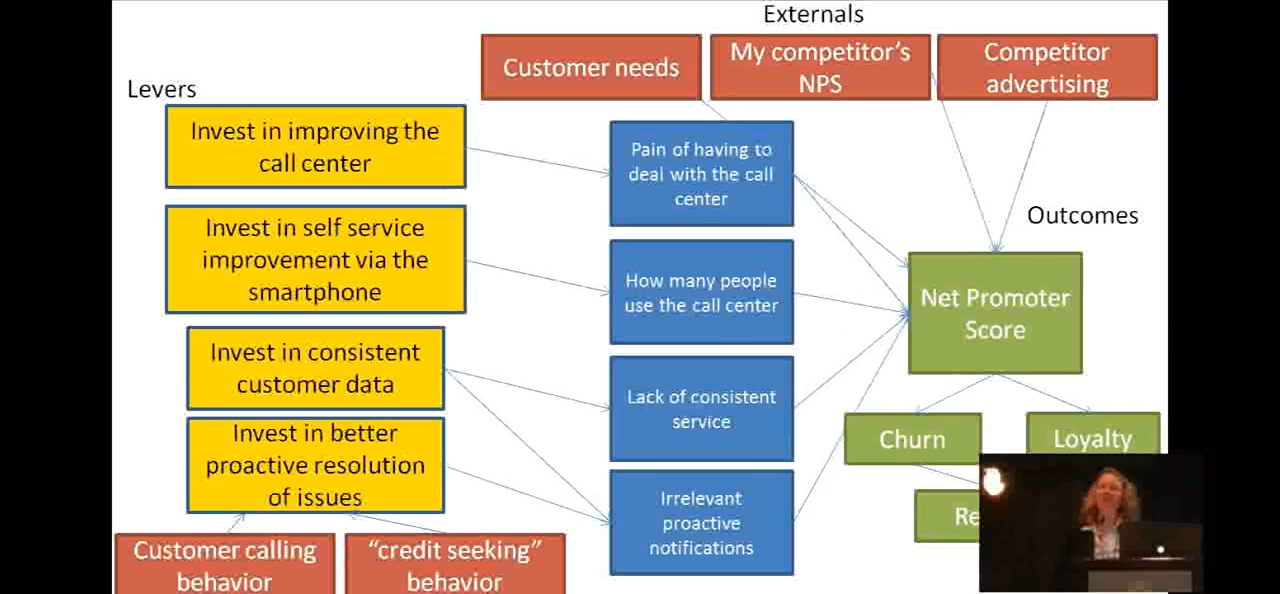 Externals
Customer needs
My competitor's
NPS
Competitor
advertising
Levers
Invest in improving the
call center
Invest in self service
improvement via the
smartphone
Invest in consistent
customer data
Invest in better
proactive resolution
of issues
Customer calling
behavior
“credit seeking”
behavior
Pain of having to
deal with the call
center
How many people
use the call center
Lack of consistent
service
Irrelevant
proactive
notifications
Outcomes
Net Promoter
Score
Churn
Loyalty